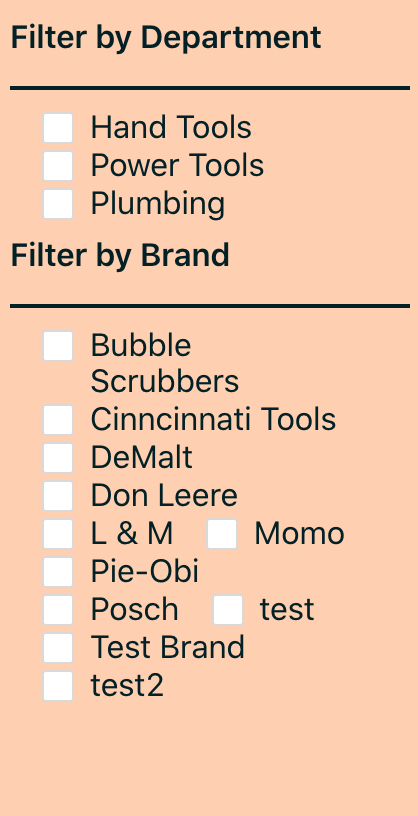 Filter by Department
Hand Tools
Power Tools
Plumbing
Filter by Brand
Bubble
Scrubbers
Cinncinnati Tools
DeMalt
Don Leere
L & M Momo
Pie-Obi
Posch test
Test Brand
test2